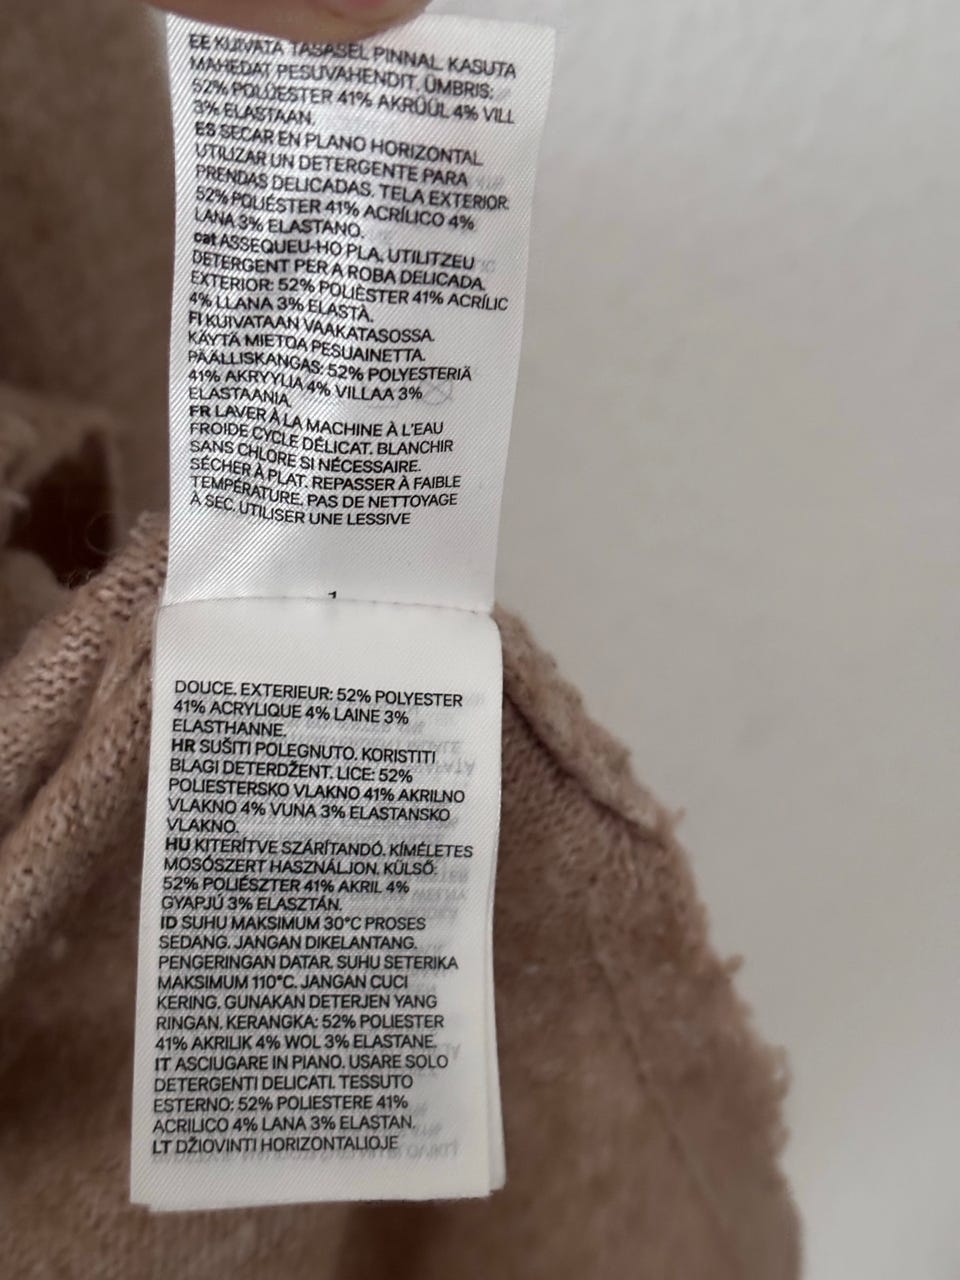 EE KUIVATA TASASEL PINNAL. KASUTA
MAHEDAT PESUVAHENDIT. ÜMBRIS:
52% POLÜESTER 41% AKRÜÜL 4% VILL
3% ELASTAAN.
ES SECAR EN PLANO HORIZONTAL.
UTILIZAR UN DETERGENTE PARA
PRENDAS DELICADAS. TELA EXTERIOR:
52% POLIÉSTER 41% ACRÍLICO 4%
LANA 3% ELASTANO.
cat ASSEQUEU-HO PLA. UTILITZEU
DETERGENT PER A ROBA DELICADA.
EXTERIOR: 52% POLIÈSTER 41% ACRÍLIC
4% LLANA 3% ELASTÀ.
FI KUIVATAAN VAAKATASOSSA.
KÄYTÄ MIETOA PESUAINETTA.
PÄÄLLISKANGAS: 52% POLYESTERIÄ
41% AKRYYLIA 4% VILLAA 3%
ELASTAANIA.
FR LAVER À LA MACHINE À L'EAU
FROIDE CYCLE DÉLICAT. BLANCHIR
SANS CHLORE SI NÉCESSAIRE.
SÉCHER À PLAT. REPASSER À FAIBLE
TEMPÉRATURE. PAS DE NETTOYAGE
À SEC. UTILISER UNE LESSIVE
1
DOUCE. EXTERIEUR: 52% POLYESTER
41% ACRYLIQUE 4% LAINE 3%
ELASTHANNE.
HR SUŠITI POLEGNUTO. KORISTITI
BLAGI DETERDŽENT. LICE: 52%
POLIESTERSKO VLAKNO 41% AKRILNO
VLAKNO 4% VUNA 3% ELASTANSKO
VLAKNO.
HU KITERÍTVE SZÁRÍTANDÓ. KÍMÉLETES
MOSÓSZERT HASZNÁLJON. KÜLSŐ:
52% POLIÉSZTER 41% AKRIL 4%
GYAPJÚ 3% ELASZTÁN.
ID SUHU MAKSIMUM 30°C PROSES
SEDANG. JANGAN DIKELANTANG.
PENGERINGAN DATAR. SUHU SETERIKA
MAKSIMUM 110°C. JANGAN CUCI
KERING. GUNAKAN DETERJEN YANG
RINGAN. KERANGKA: 52% POLIESTER
41% AKRILIK 4% WOL 3% ELASTANE.
IT ASCIUGARE IN PIANO. USARE SOLO
DETERGENTI DELICATI. TESSUTO
ESTERNO: 52% POLIESTERE 41%
ACRILICO 4% LANA 3% ELASTAN.
LT DŽIOVINTI HORIZONTALIOJE